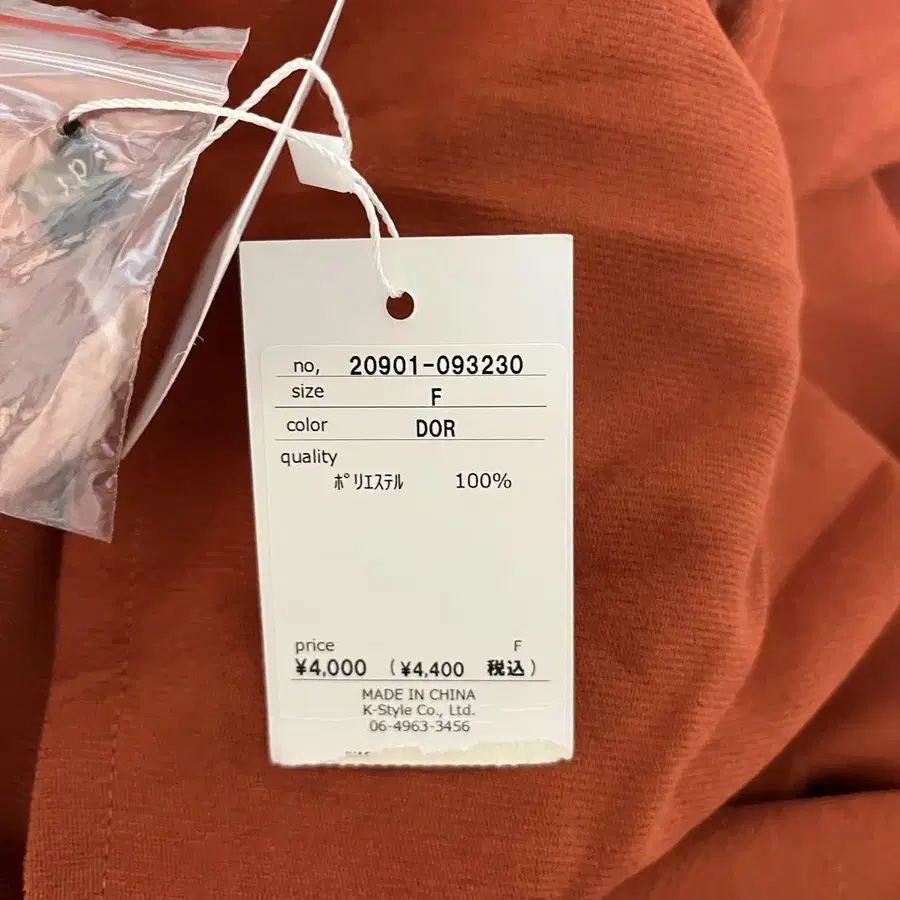 no, 20901-093230
size F
color DOR
quality
ﾎﾟﾘｴｽﾃﾙ 100%
price F
¥4,000 (¥4,400 税込)
MADE IN CHINA
K-Style Co., Ltd.
06-4963-3456